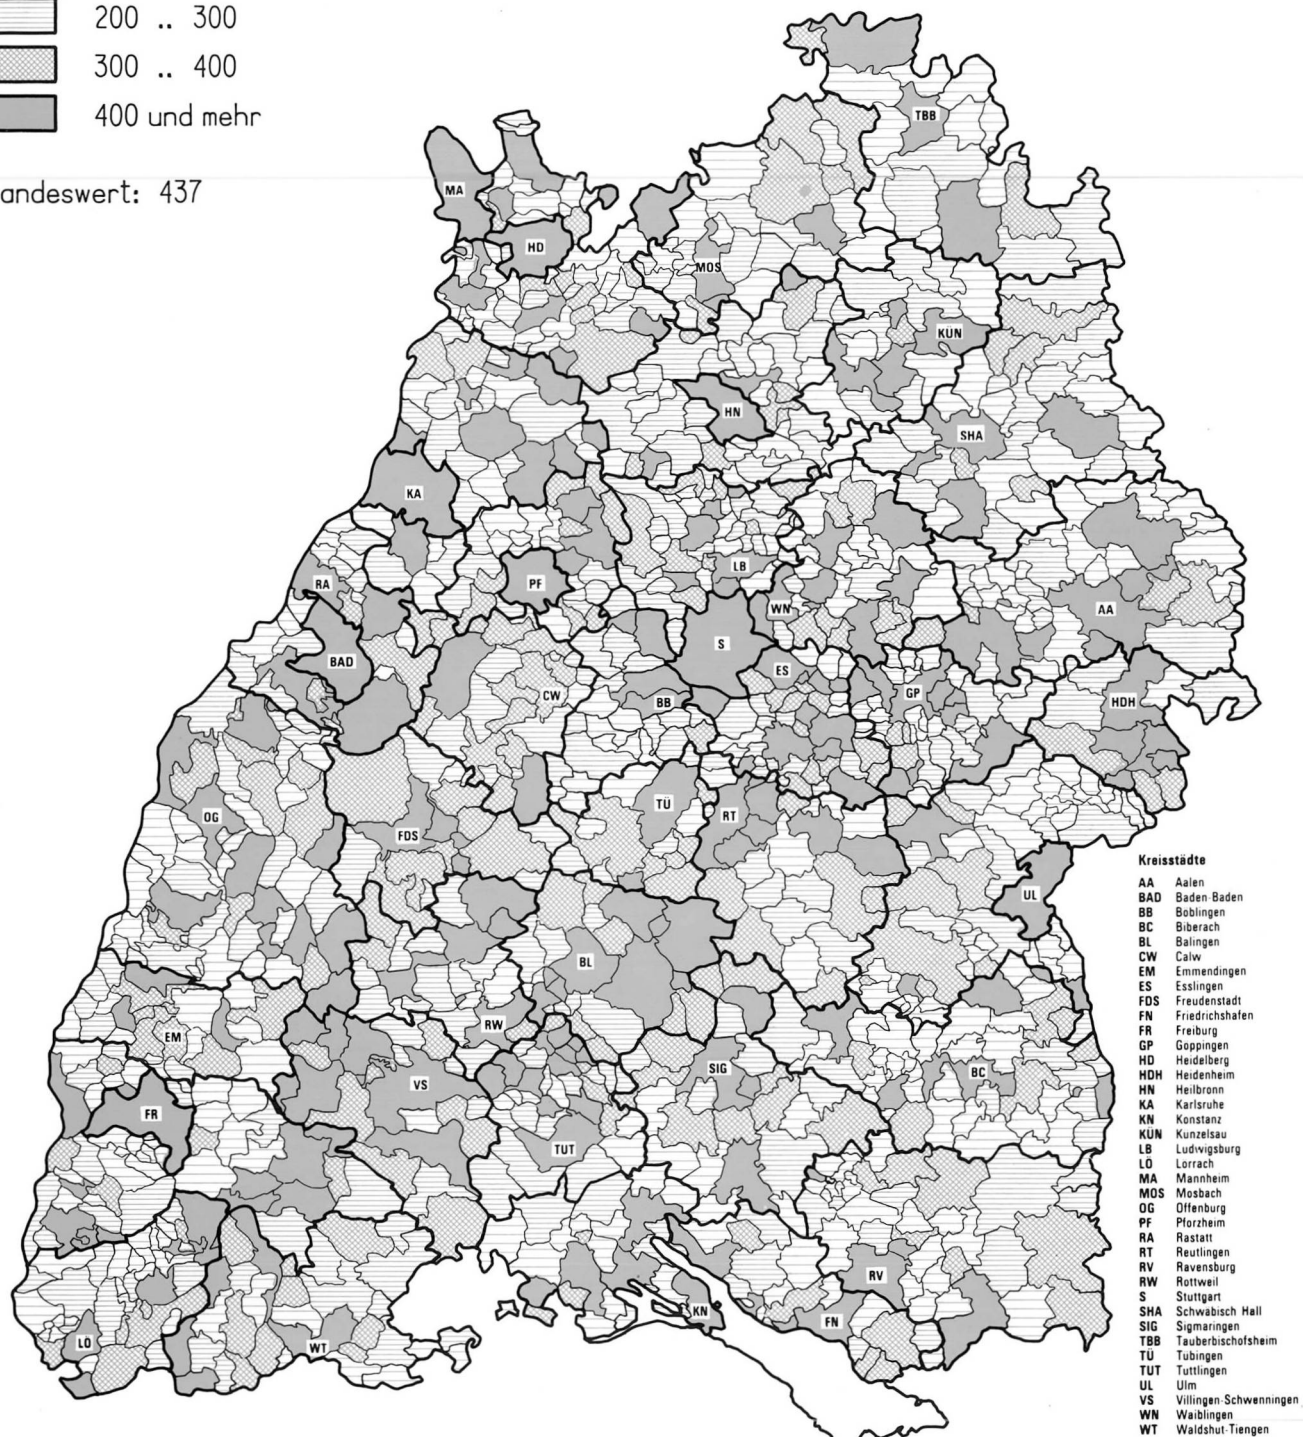 200 .. 300
300 .. 400
400 und mehr
andeswert: 437
TBB
MA
HD
MOS
KÜN
HN
SHA
KA
LB
RA
PF
WN
AA
S
BAD
ES
CW
BB
GP
HDH
TÜ
OG
RT
FDS
UL
BL
RW
EM
SIG
BC
VS
FR
TUT
RV
KN
FN
LÖ
WT
Kreisstädte
AA Aalen
BAD Baden-Baden
BB Boblingen
BC Biberach
BL Balingen
CW Calw
EM Emmendingen
ES Esslingen
FDS Freudenstadt
FN Friedrichshafen
FR Freiburg
GP Goppingen
HD Heidelberg
HDH Heidenheim
HN Heilbronn
KA Karlsruhe
KN Konstanz
KÜN Kunzelsau
LB Ludwigsburg
LÖ Lorrach
MA Mannheim
MOS Mosbach
OG Offenburg
PF Pforzheim
RA Rastatt
RT Reutlingen
RV Ravensburg
RW Rottweil
S Stuttgart
SHA Schwabisch Hall
SIG Sigmaringen
TBB Tauberbischofsheim
TÜ Tubingen
TUT Tuttlingen
UL Ulm
VS Villingen-Schwenningen
WN Waiblingen
WT Waldshut-Tiengen